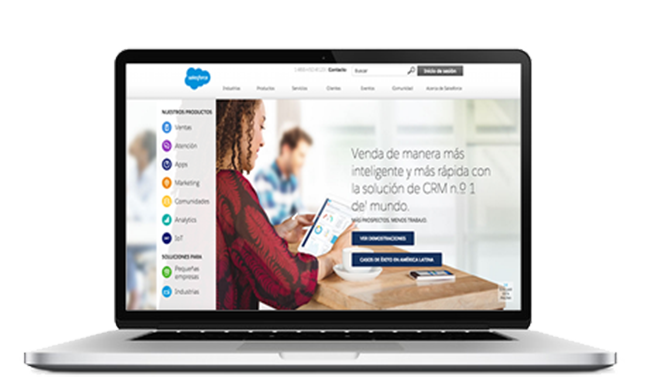 Contacto
Buscar
Inicio de sesión
salesforce
Industrias Productos Servicios Clientes Eventos Comunidad Acerca de Salesforce
NUESTROS PRODUCTOS
Ventas
Atención
Apps
Marketing
Comunidades
Analytics
IoT
SOLUCIONES PARA
Pequeñas
empresas
Industrias
Venda de manera más
inteligente y más rápida con
la solución de CRM n.º 1
de' mundo.
MÁS PROSPECTOS. MENOS TRABAJO.
VER DEMOSTRACIONES
CASOS DE ÉXITO EN AMÉRICA LATINA